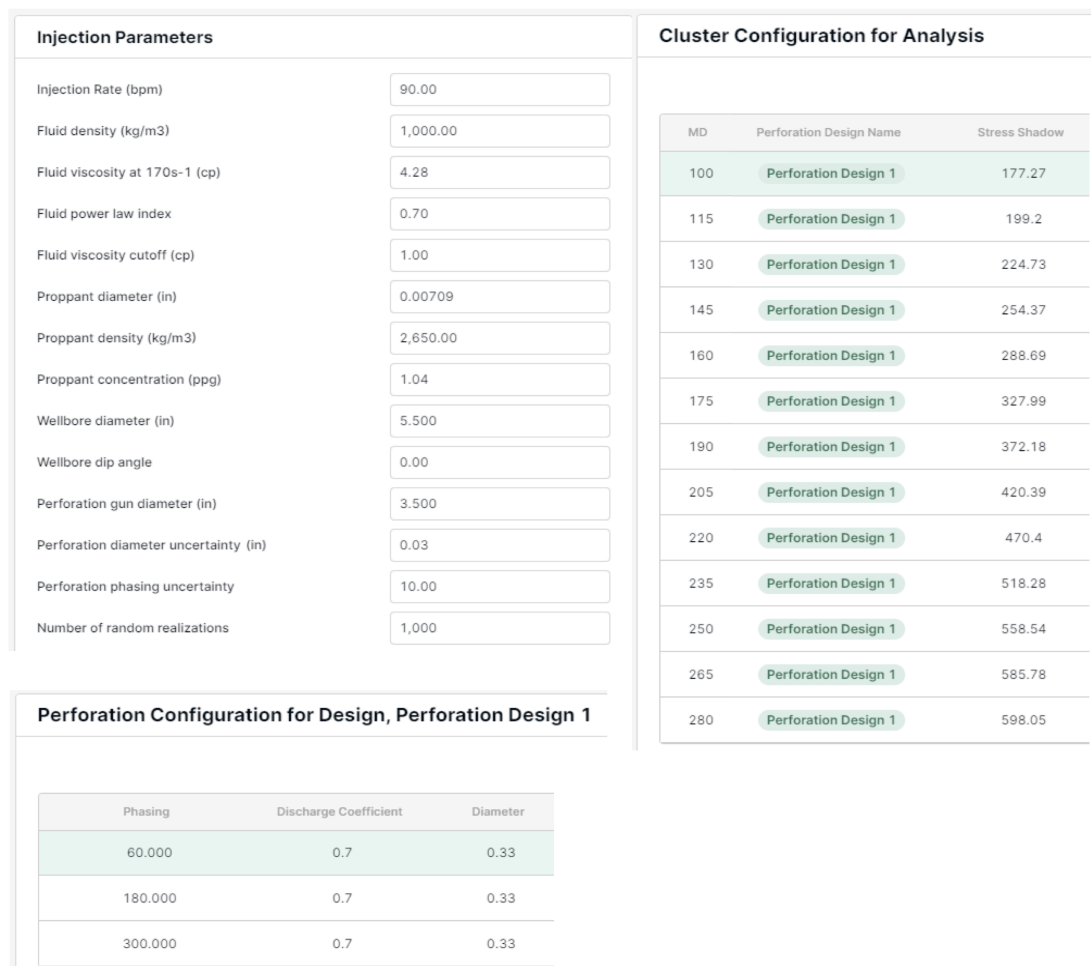 Injection Parameters
Injection Rate (bpm) 90.00
Fluid density (kg/m3) 1,000.00
Fluid viscosity at 170s-1 (cp) 4.28
Fluid power law index 0.70
Fluid viscosity cutoff (cp) 1.00
Proppant diameter (in) 0.00709
Proppant density (kg/m3) 2,650.00
Proppant concentration (ppg) 1.04
Wellbore diameter (in) 5.500
Wellbore dip angle 0.00
Perforation gun diameter (in) 3.500
Perforation diameter uncertainty (in) 0.03
Perforation phasing uncertainty 10.00
Number of random realizations 1,000
Cluster Configuration for Analysis
MD Perforation Design Name Stress Shadow
100 Perforation Design 1 177.27
115 Perforation Design 1 199.2
130 Perforation Design 1 224.73
145 Perforation Design 1 254.37
160 Perforation Design 1 288.69
175 Perforation Design 1 327.99
190 Perforation Design 1 372.18
205 Perforation Design 1 420.39
220 Perforation Design 1 470.4
235 Perforation Design 1 518.28
250 Perforation Design 1 558.54
265 Perforation Design 1 585.78
280 Perforation Design 1 598.05
Perforation Configuration for Design, Perforation Design 1
Phasing Discharge Coefficient Diameter
60.000 0.7 0.33
180.000 0.7 0.33
300.000 0.7 0.33